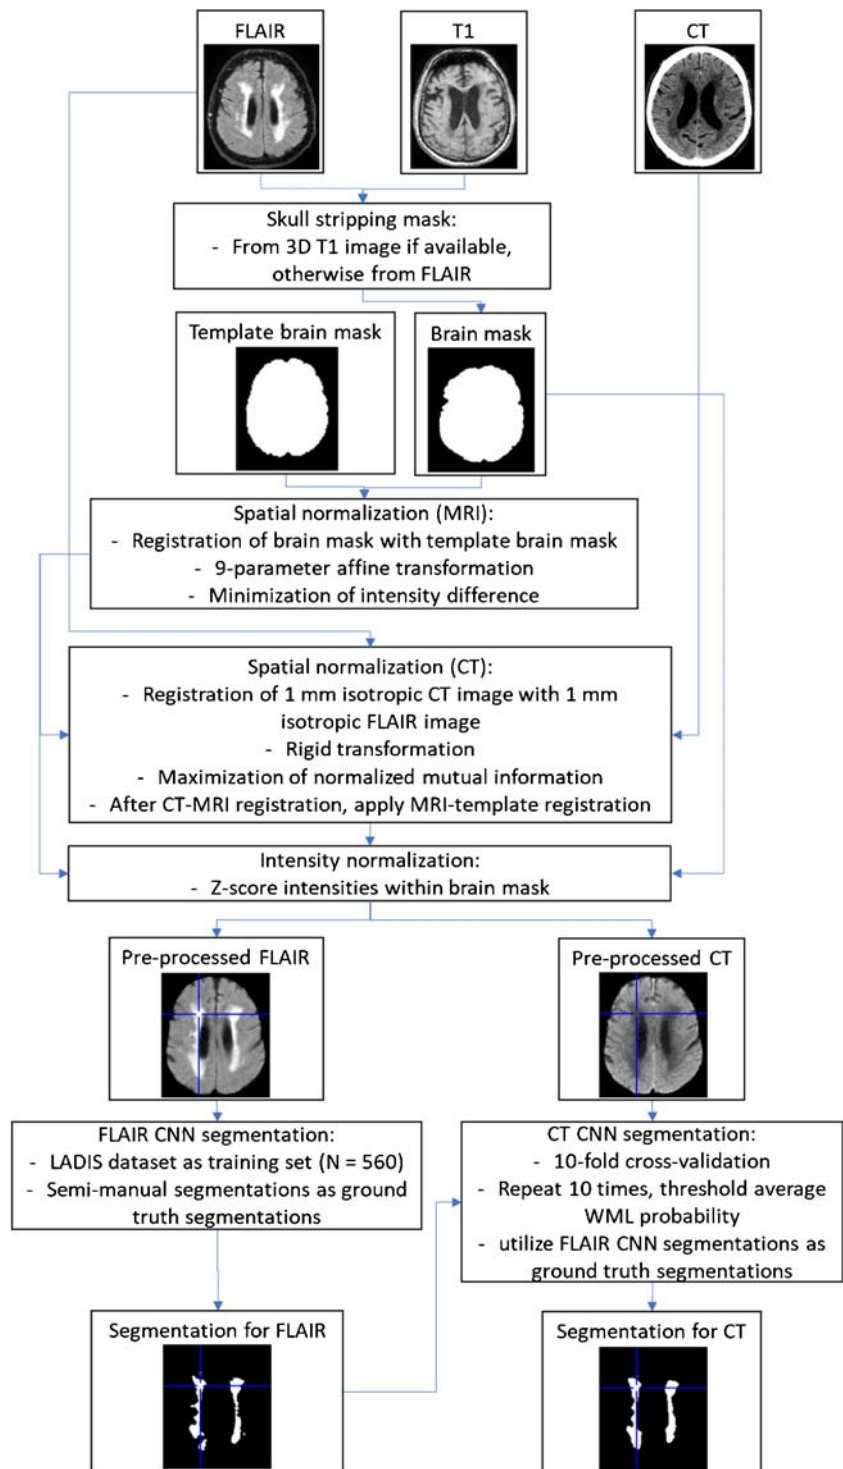 FLAIR
T1
CT
Skull stripping mask:
- From 3D T1 image if available,
otherwise from FLAIR
Template brain mask
Brain mask
Spatial normalization (MRI):
- Registration of brain mask with template brain mask
- 9-parameter affine transformation
- Minimization of intensity difference
Spatial normalization (CT):
- Registration of 1 mm isotropic CT image with 1 mm
isotropic FLAIR image
- Rigid transformation
- Maximization of normalized mutual information
- After CT-MRI registration, apply MRI-template registration
Intensity normalization:
- Z-score intensities within brain mask
Pre-processed FLAIR
Pre-processed CT
FLAIR CNN segmentation:
- LADIS dataset as training set (N = 560)
- Semi-manual segmentations as ground
truth segmentations
CT CNN segmentation:
- 10-fold cross-validation
- Repeat 10 times, threshold average
WML probability
- utilize FLAIR CNN segmentations as
ground truth segmentations
Segmentation for FLAIR
Segmentation for CT